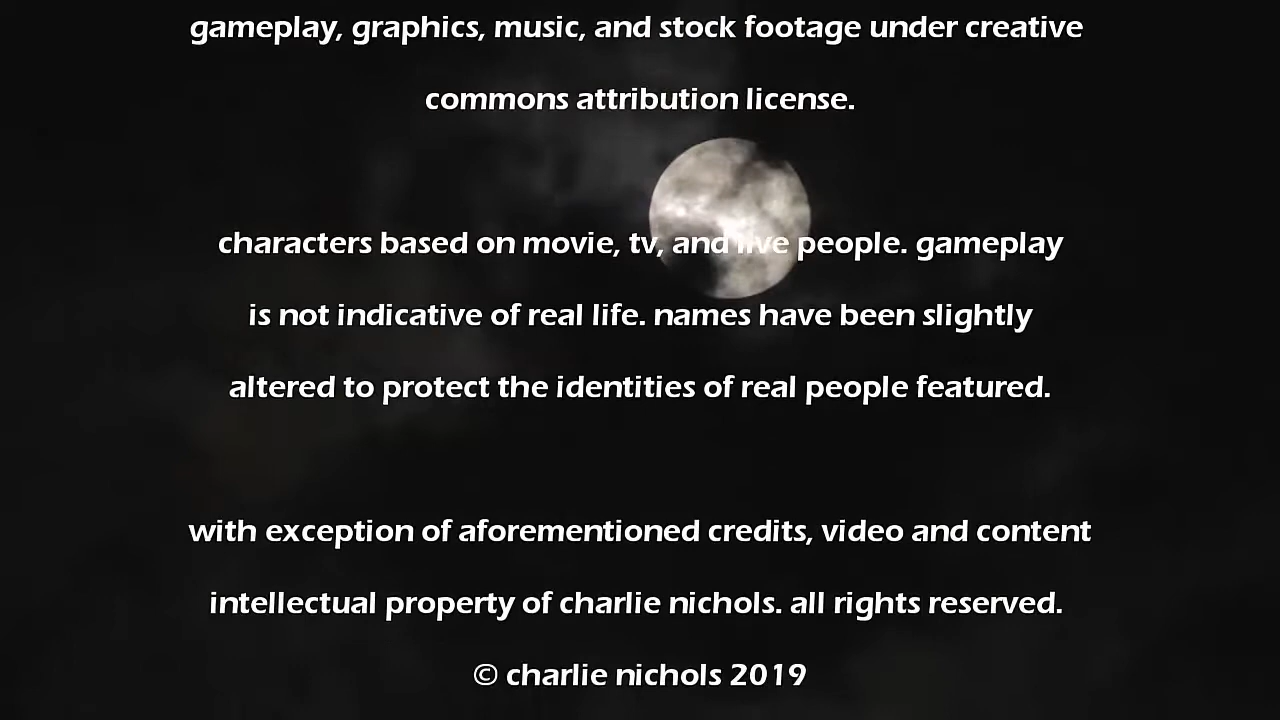 gameplay, graphics, music, and stock footage under creative
commons attribution license.
characters based on movie, tv, and live people. gameplay
is not indicative of real life. names have been slightly
altered to protect the identities of real people featured.
with exception of aforementioned credits, video and content
intellectual property of charlie nichols. all rights reserved.
© charlie nichols 2019